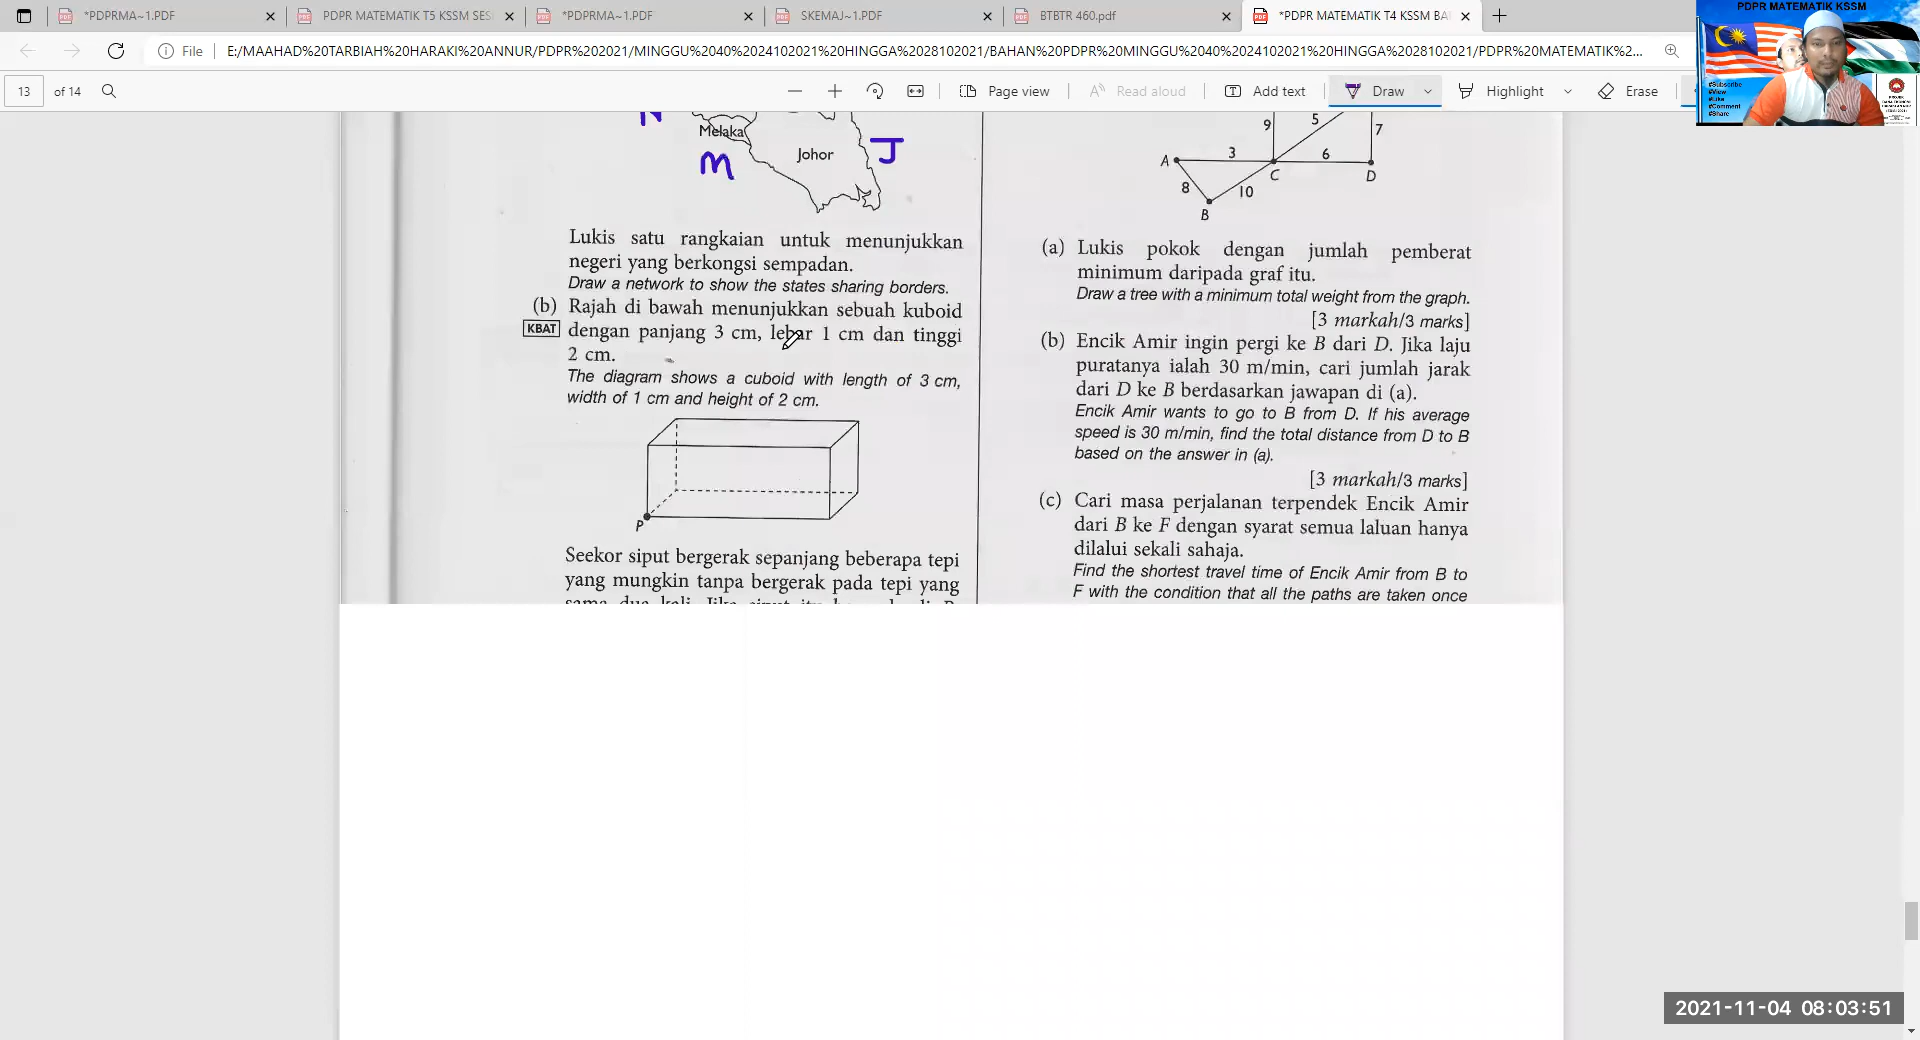 *PDPRMA~1.PDF
PDPR MATEMATIK T5 KSSM SES
*PDPRMA~1.PDF
SKEMAJ~1.PDF
BTBTR 460.pdf
*PDPR MATEMATIK T4 KSSM BA
File
E:/MAAHAD%20TARBIAH%20HARAKI%20ANNUR/PDPR%202021/MINGGU%2040%2024102021%20HINGGA%2028102021/BAHAN%20PDPR%20MINGGU%2040%2024102021%20HINGGA%2028102021/PDPR%20MATEMATIK%2...
13 of 14
Page view
Read aloud
Add text
Draw
Highlight
Erase
PDPR MATEMATIK KSSM
#Subscribe
#View
#Like
#Comment
#Share
Melaka
Johor
M
J
Lukis satu rangkaian untuk menunjukkan
negeri yang berkongsi sempadan.
Draw a network to show the states sharing borders.
(b) Rajah di bawah menunjukkan sebuah kuboid
KBAT dengan panjang 3 cm, lebar 1 cm dan tinggi
2 cm.
The diagram shows a cuboid with length of 3 cm,
width of 1 cm and height of 2 cm.
P
Seekor siput bergerak sepanjang beberapa tepi
yang mungkin tanpa bergerak pada tepi yang
9
5
7
A
3
6
C
D
8
10
B
(a) Lukis pokok dengan jumlah pemberat
minimum daripada graf itu.
Draw a tree with a minimum total weight from the graph.
[3 markah/3 marks]
(b) Encik Amir ingin pergi ke B dari D. Jika laju
puratanya ialah 30 m/min, cari jumlah jarak
dari D ke B berdasarkan jawapan di (a).
Encik Amir wants to go to B from D. If his average
speed is 30 m/min, find the total distance from D to B
based on the answer in (a).
[3 markah/3 marks]
(c) Cari masa perjalanan terpendek Encik Amir
dari B ke F dengan syarat semua laluan hanya
dilalui sekali sahaja.
Find the shortest travel time of Encik Amir from B to
F with the condition that all the paths are taken once
2021-11-04 08:03:51